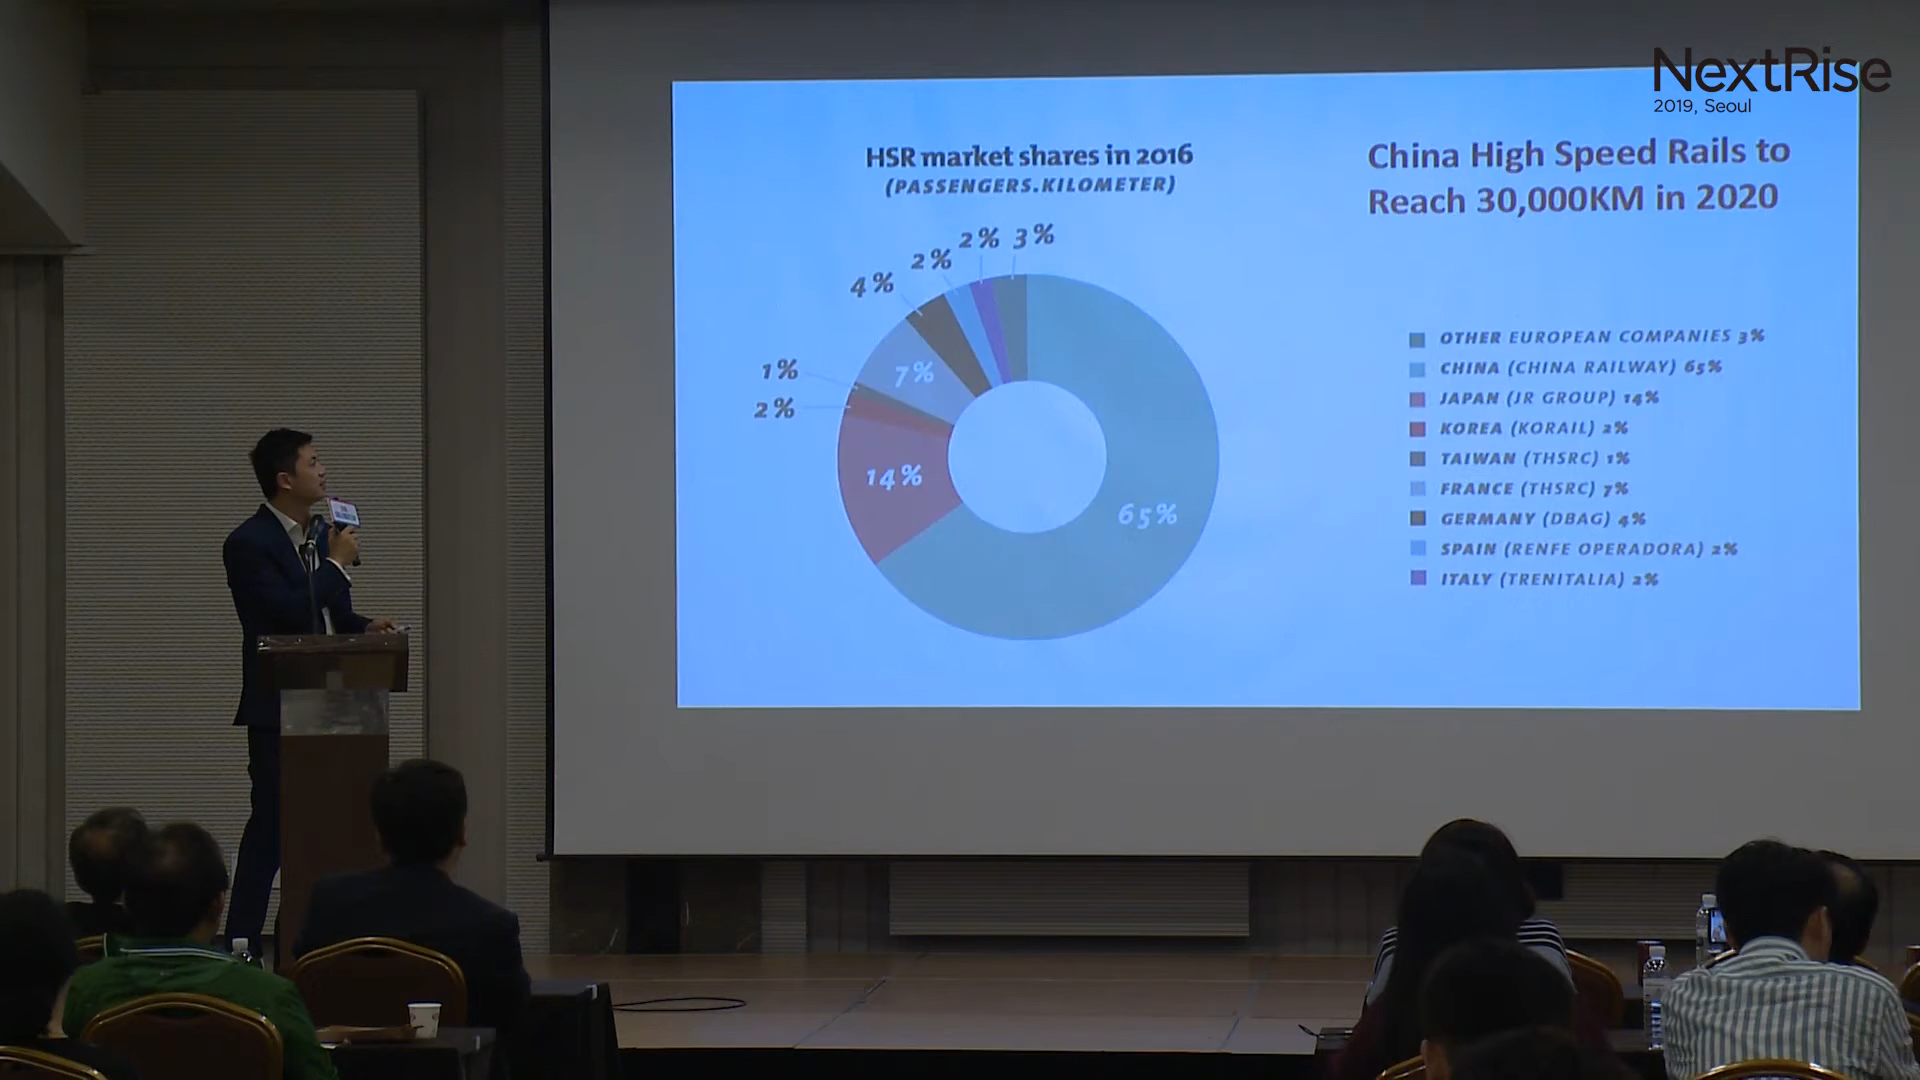 NextRise
2019, Seoul
HSR market shares in 2016
(PASSENGERS.KILOMETER)
China High Speed Rails to
Reach 30,000KM in 2020
2%
3%
2%
4%
1%
7%
2%
14%
65%
OTHER EUROPEAN COMPANIES 3%
CHINA (CHINA RAILWAY) 65%
JAPAN (JR GROUP) 14%
KOREA (KORAIL) 2%
TAIWAN (THSRC) 1%
FRANCE (THSRC) 7%
GERMANY (DBAG) 4%
SPAIN (RENFE OPERADORA) 2%
ITALY (TRENITALIA) 2%